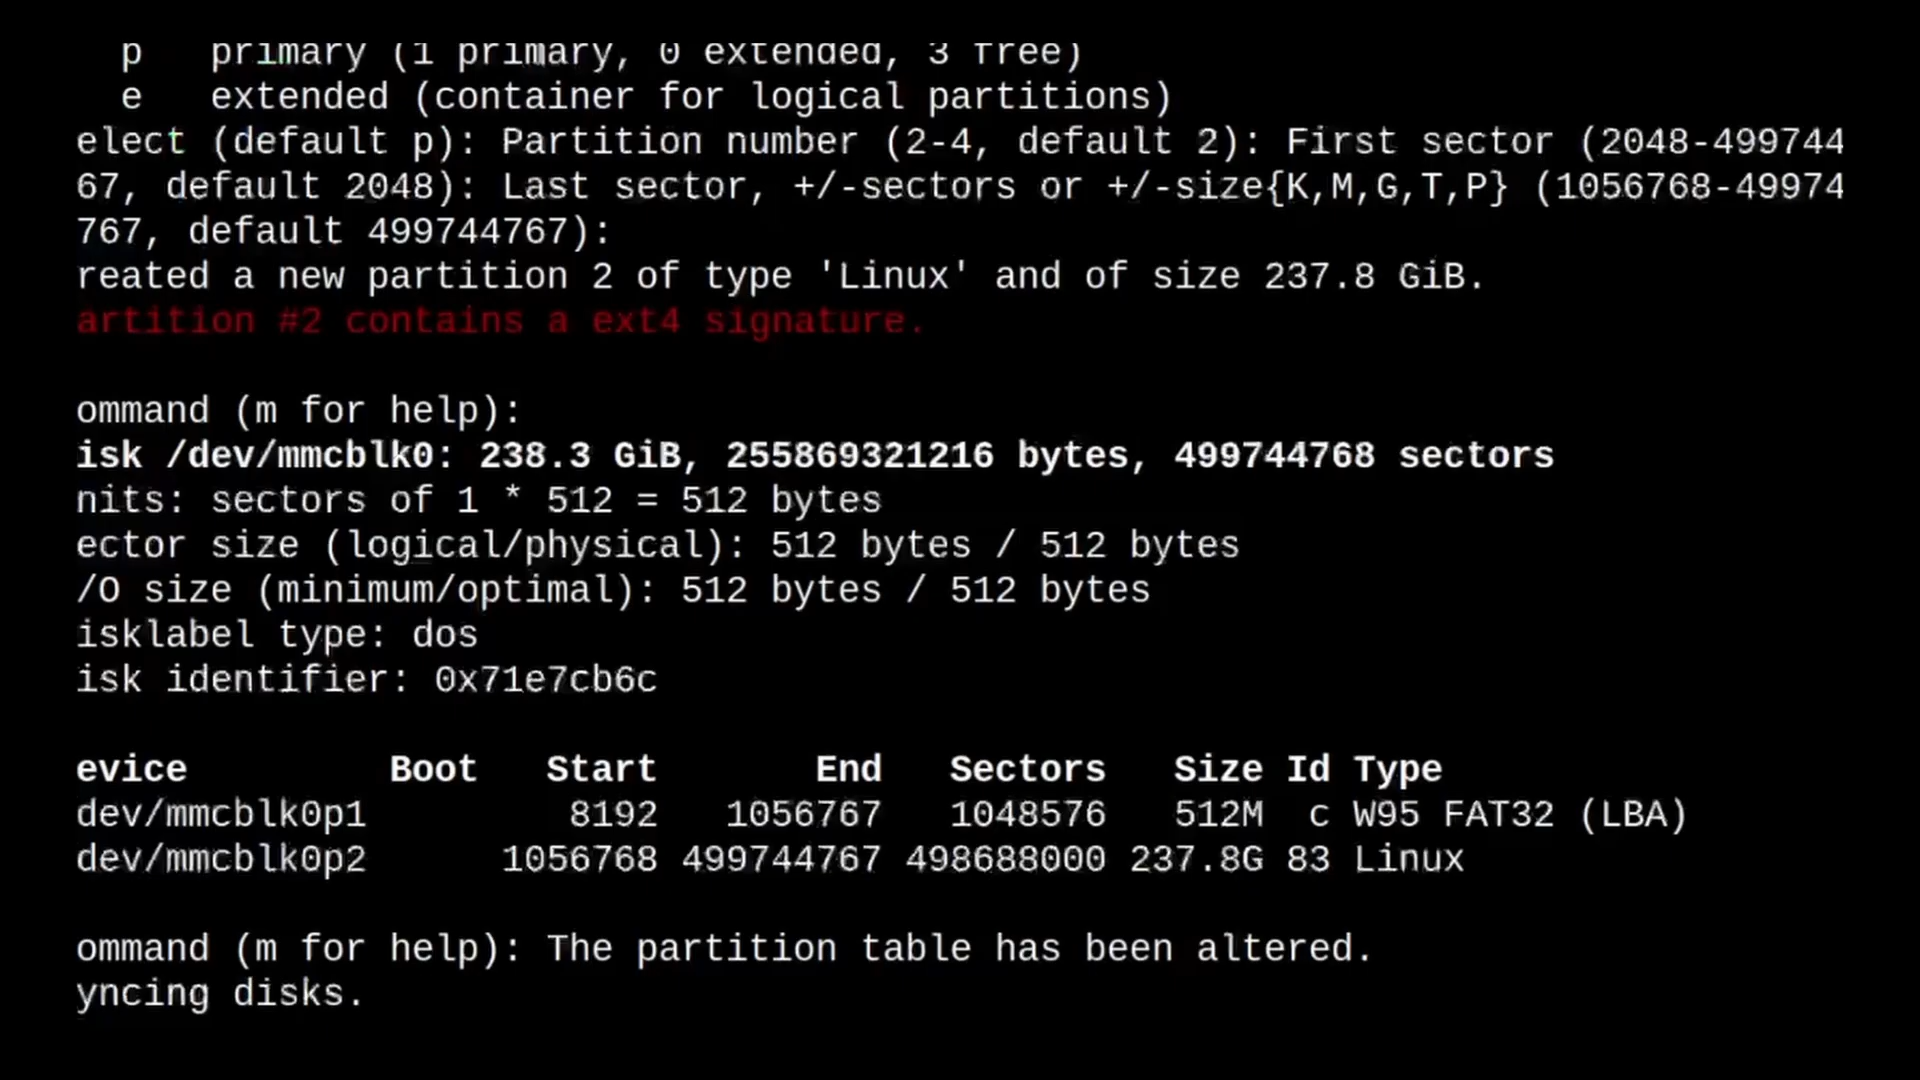 p primary (1 primary, 0 extended, 3 free)
e extended (container for logical partitions)
elect (default p): Partition number (2-4, default 2): First sector (2048-499744
67, default 2048): Last sector, +/-sectors or +/-size{K,M,G,T,P} (1056768-49974
767, default 499744767):
reated a new partition 2 of type 'Linux' and of size 237.8 GiB.
artition #2 contains a ext4 signature.
ommand (m for help):
isk /dev/mmcblk0: 238.3 GiB, 255869321216 bytes, 499744768 sectors
nits: sectors of 1 * 512 = 512 bytes
ector size (logical/physical): 512 bytes / 512 bytes
/O size (minimum/optimal): 512 bytes / 512 bytes
isklabel type: dos
isk identifier: 0x71e7cb6c
evice Boot Start End Sectors Size Id Type
dev/mmcblk0p1 8192 1056767 1048576 512M c W95 FAT32 (LBA)
dev/mmcblk0p2 1056768 499744767 498688000 237.8G 83 Linux
ommand (m for help): The partition table has been altered.
yncing disks.